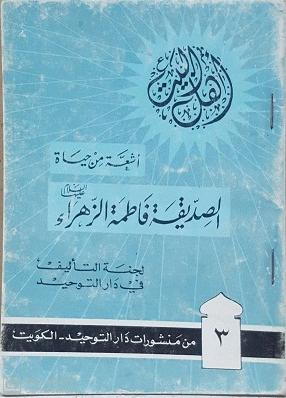 أهل البيت
أشعة من حياة
الصديقة فاطمة الزهراء عليها السلام
لجنة التأليف
في دار التوحيد
٣
من منشورات دار التوحيد - الكويت